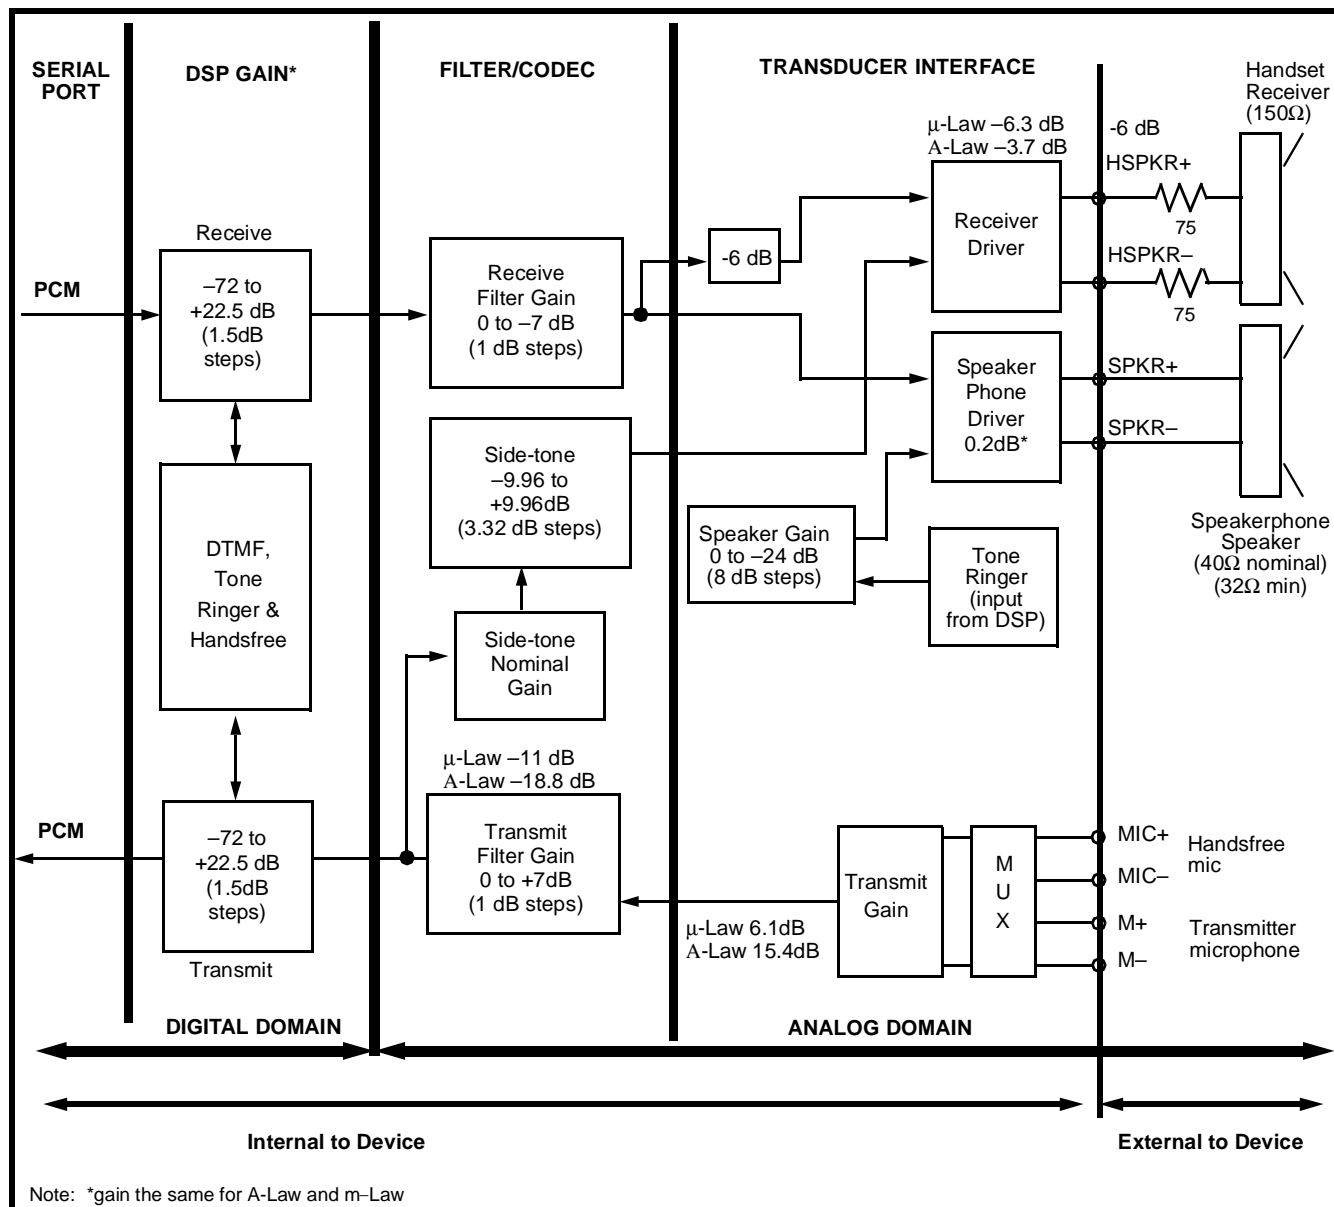 SERIAL
PORT
DSP GAIN*
FILTER/CODEC
TRANSDUCER INTERFACE
Handset
Receiver
(150Ω)
μ-Law –6.3 dB
A-Law –3.7 dB
-6 dB
HSPKR+
75
HSPKR–
75
Receive
–72 to
+22.5 dB
(1.5dB
steps)
PCM
Receive
Filter Gain
0 to –7 dB
(1 dB steps)
-6 dB
Receiver
Driver
Speaker
Phone
Driver
0.2dB*
SPKR+
SPKR–
Speakerphone
Speaker
(40Ω nominal)
(32Ω min)
Side-tone
–9.96 to
+9.96dB
(3.32 dB steps)
Speaker Gain
0 to –24 dB
(8 dB steps)
Tone
Ringer
(input
from DSP)
DTMF,
Tone
Ringer &
Handsfree
Side-tone
Nominal
Gain
μ-Law –11 dB
A-Law –18.8 dB
PCM
–72 to
+22.5 dB
(1.5dB
steps)
Transmit
Transmit
Filter Gain
0 to +7dB
(1 dB steps)
μ-Law 6.1dB
A-Law 15.4dB
Transmit
Gain
M
U
X
MIC+
MIC–
Handsfree
mic
M+
M–
Transmitter
microphone
DIGITAL DOMAIN
ANALOG DOMAIN
Internal to Device
External to Device
Note: *gain the same for A-Law and m–Law